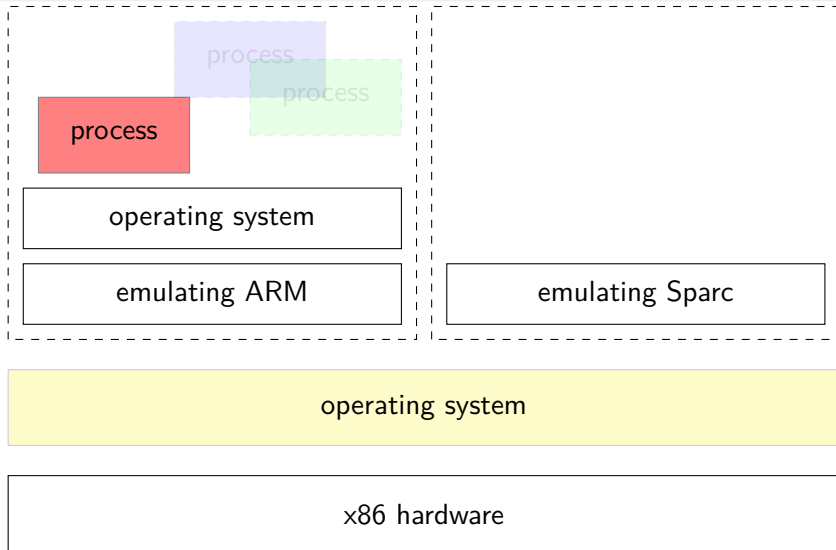 process
process
process
operating system
emulating ARM
emulating Sparc
operating system
x86 hardware